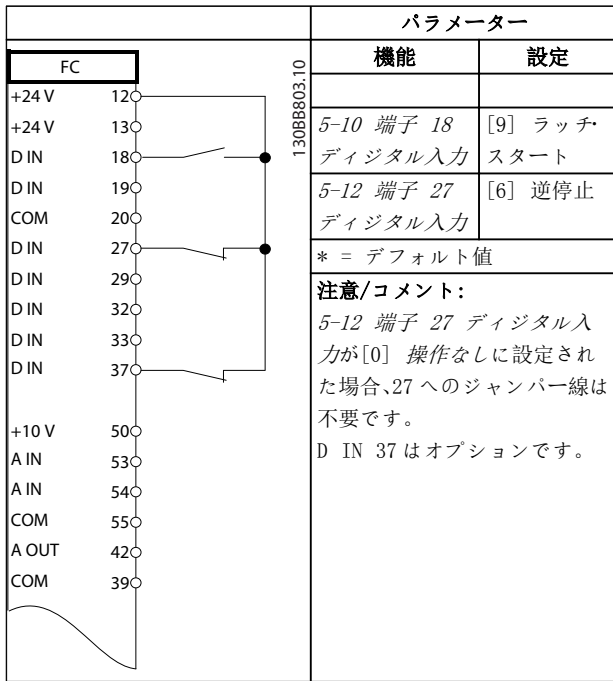 FC
+24 V 12
+24 V 13
D IN 18
D IN 19
COM 20
D IN 27
D IN 29
D IN 32
D IN 33
D IN 37
+10 V 50
A IN 53
A IN 54
COM 55
A OUT 42
COM 39
130BB803.10
パラメーター
機能 設定
5-10 端子 18 [9] ラッチ・
ディジタル入力 スタート
5-12 端子 27 [6] 逆停止
ディジタル入力
* = デフォルト値
注意/コメント:
5-12 端子 27 ディジタル入
力が[0] 操作なしに設定され
た場合、27 へのジャンパー線は
不要です。
D IN 37 はオプションです。